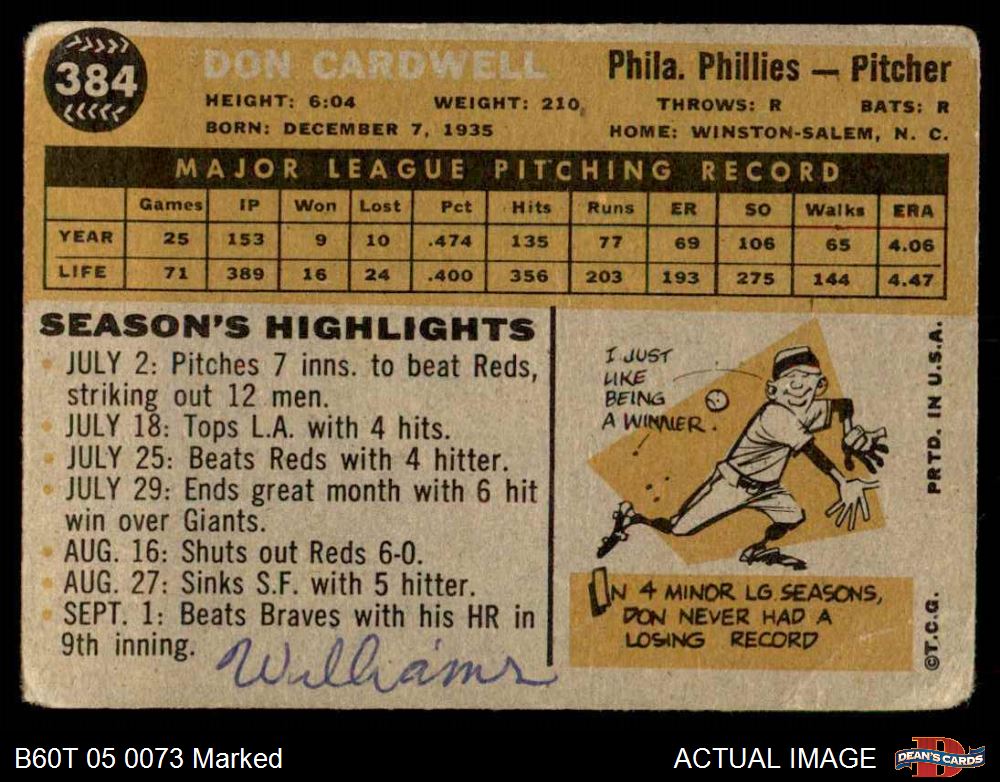 384
DON CARDWELL
Phila. Phillies — Pitcher
HEIGHT: 6:04 WEIGHT: 210 THROWS: R BATS: R
BORN: DECEMBER 7, 1935 HOME: WINSTON-SALEM, N. C.
MAJOR LEAGUE PITCHING RECORD
Games IP Won Lost Pct Hits Runs ER SO Walks ERA
YEAR 25 153 9 10 .474 135 77 69 106 65 4.06
LIFE 71 389 16 24 .400 356 203 193 275 144 4.47
SEASON'S HIGHLIGHTS
JULY 2: Pitches 7 inns. to beat Reds,
striking out 12 men.
JULY 18: Tops L.A. with 4 hits.
JULY 25: Beats Reds with 4 hitter.
JULY 29: Ends great month with 6 hit
win over Giants.
AUG. 16: Shuts out Reds 6-0.
AUG. 27: Sinks S.F. with 5 hitter.
SEPT. 1: Beats Braves with his HR in
9th inning.
Williams
I JUST
LIKE
BEING
A WINNER.
IN 4 MINOR LG. SEASONS,
DON NEVER HAD A
LOSING RECORD
©T.C.G. PRTD. IN U.S.A.
B60T 05 0073 Marked
ACTUAL IMAGE
D
DEAN'S CARDS